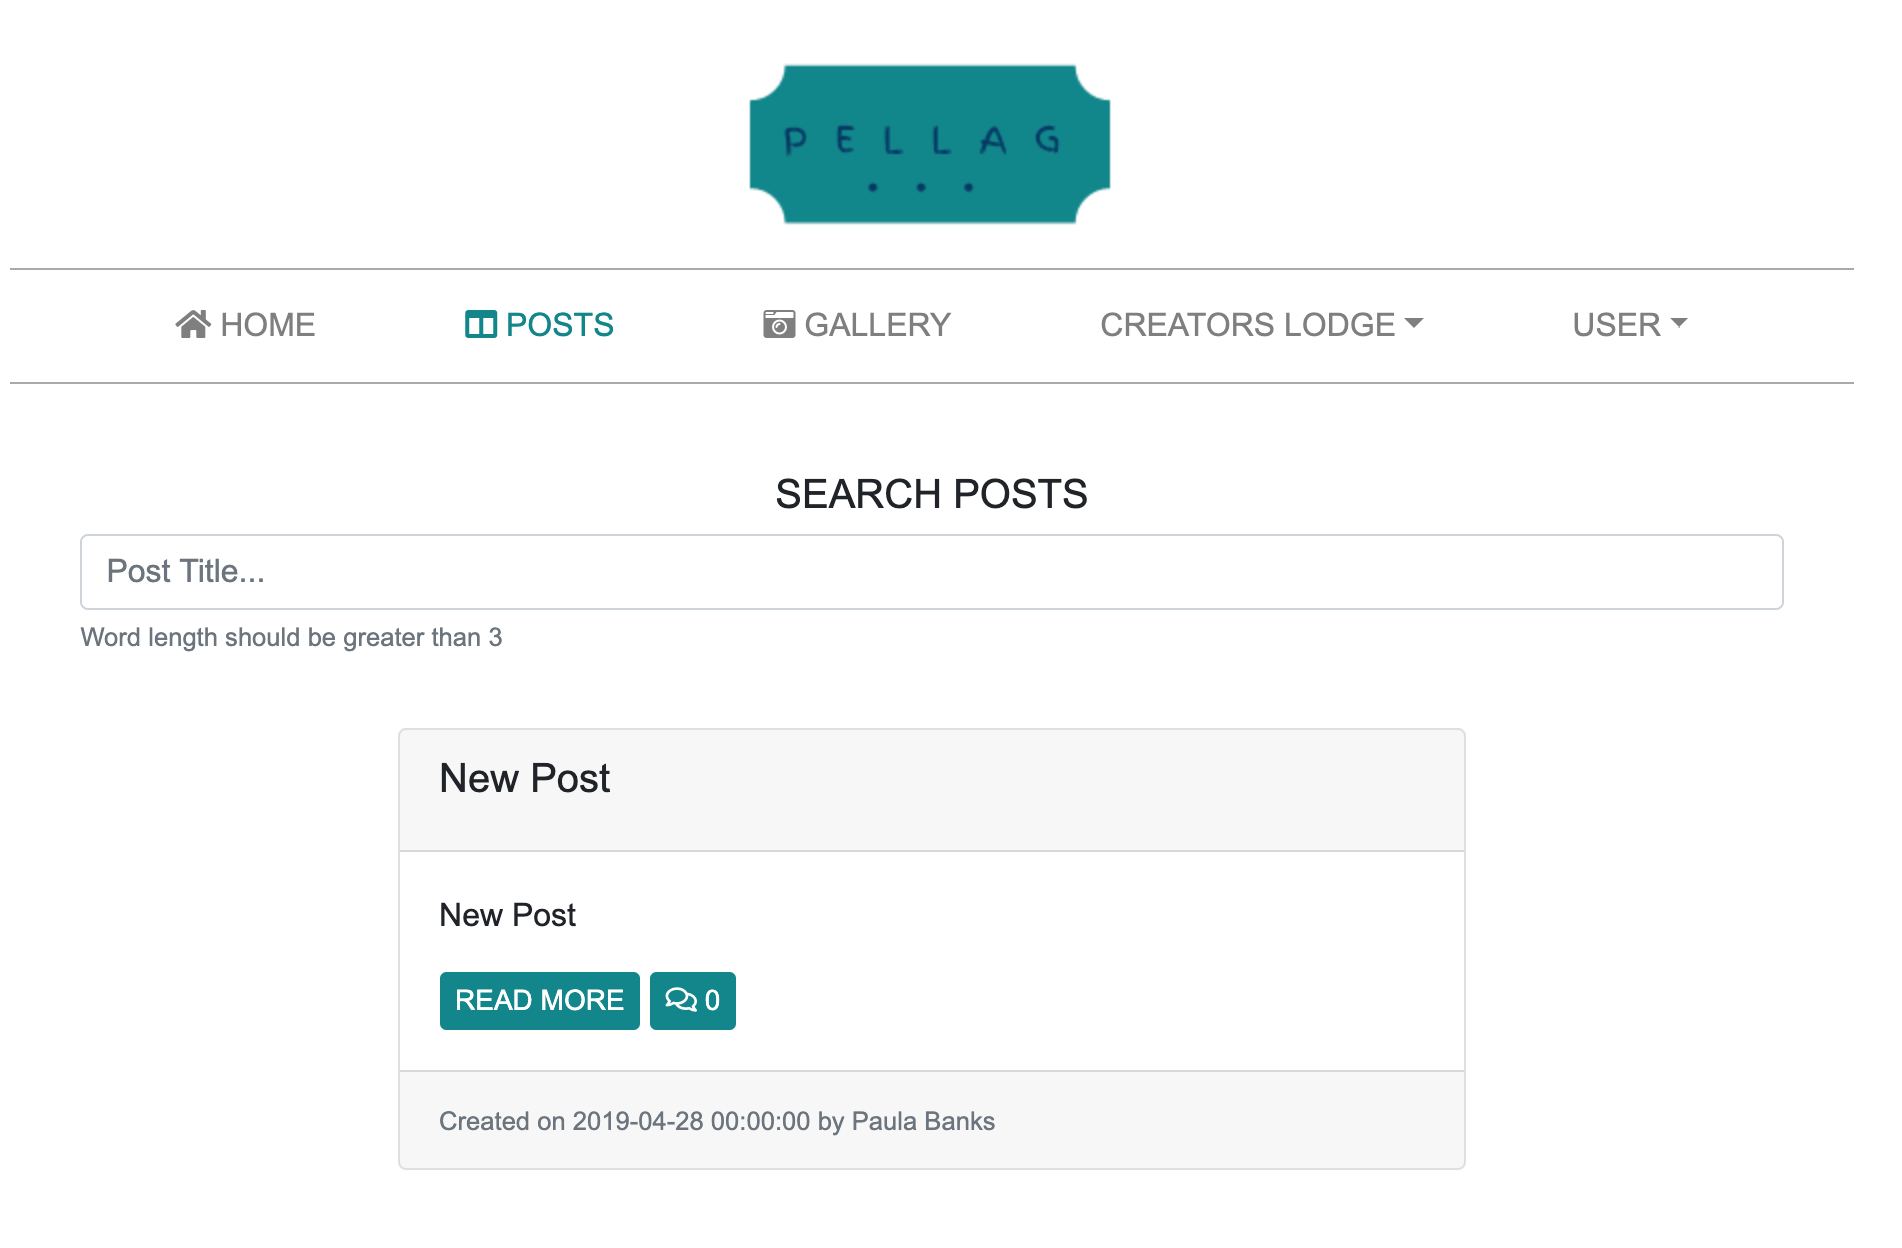 PELLAG
HOME POSTS GALLERY CREATORS LODGE USER
SEARCH POSTS
Post Title...
Word length should be greater than 3
New Post
New Post
READ MORE 0
Created on 2019-04-28 00:00:00 by Paula Banks